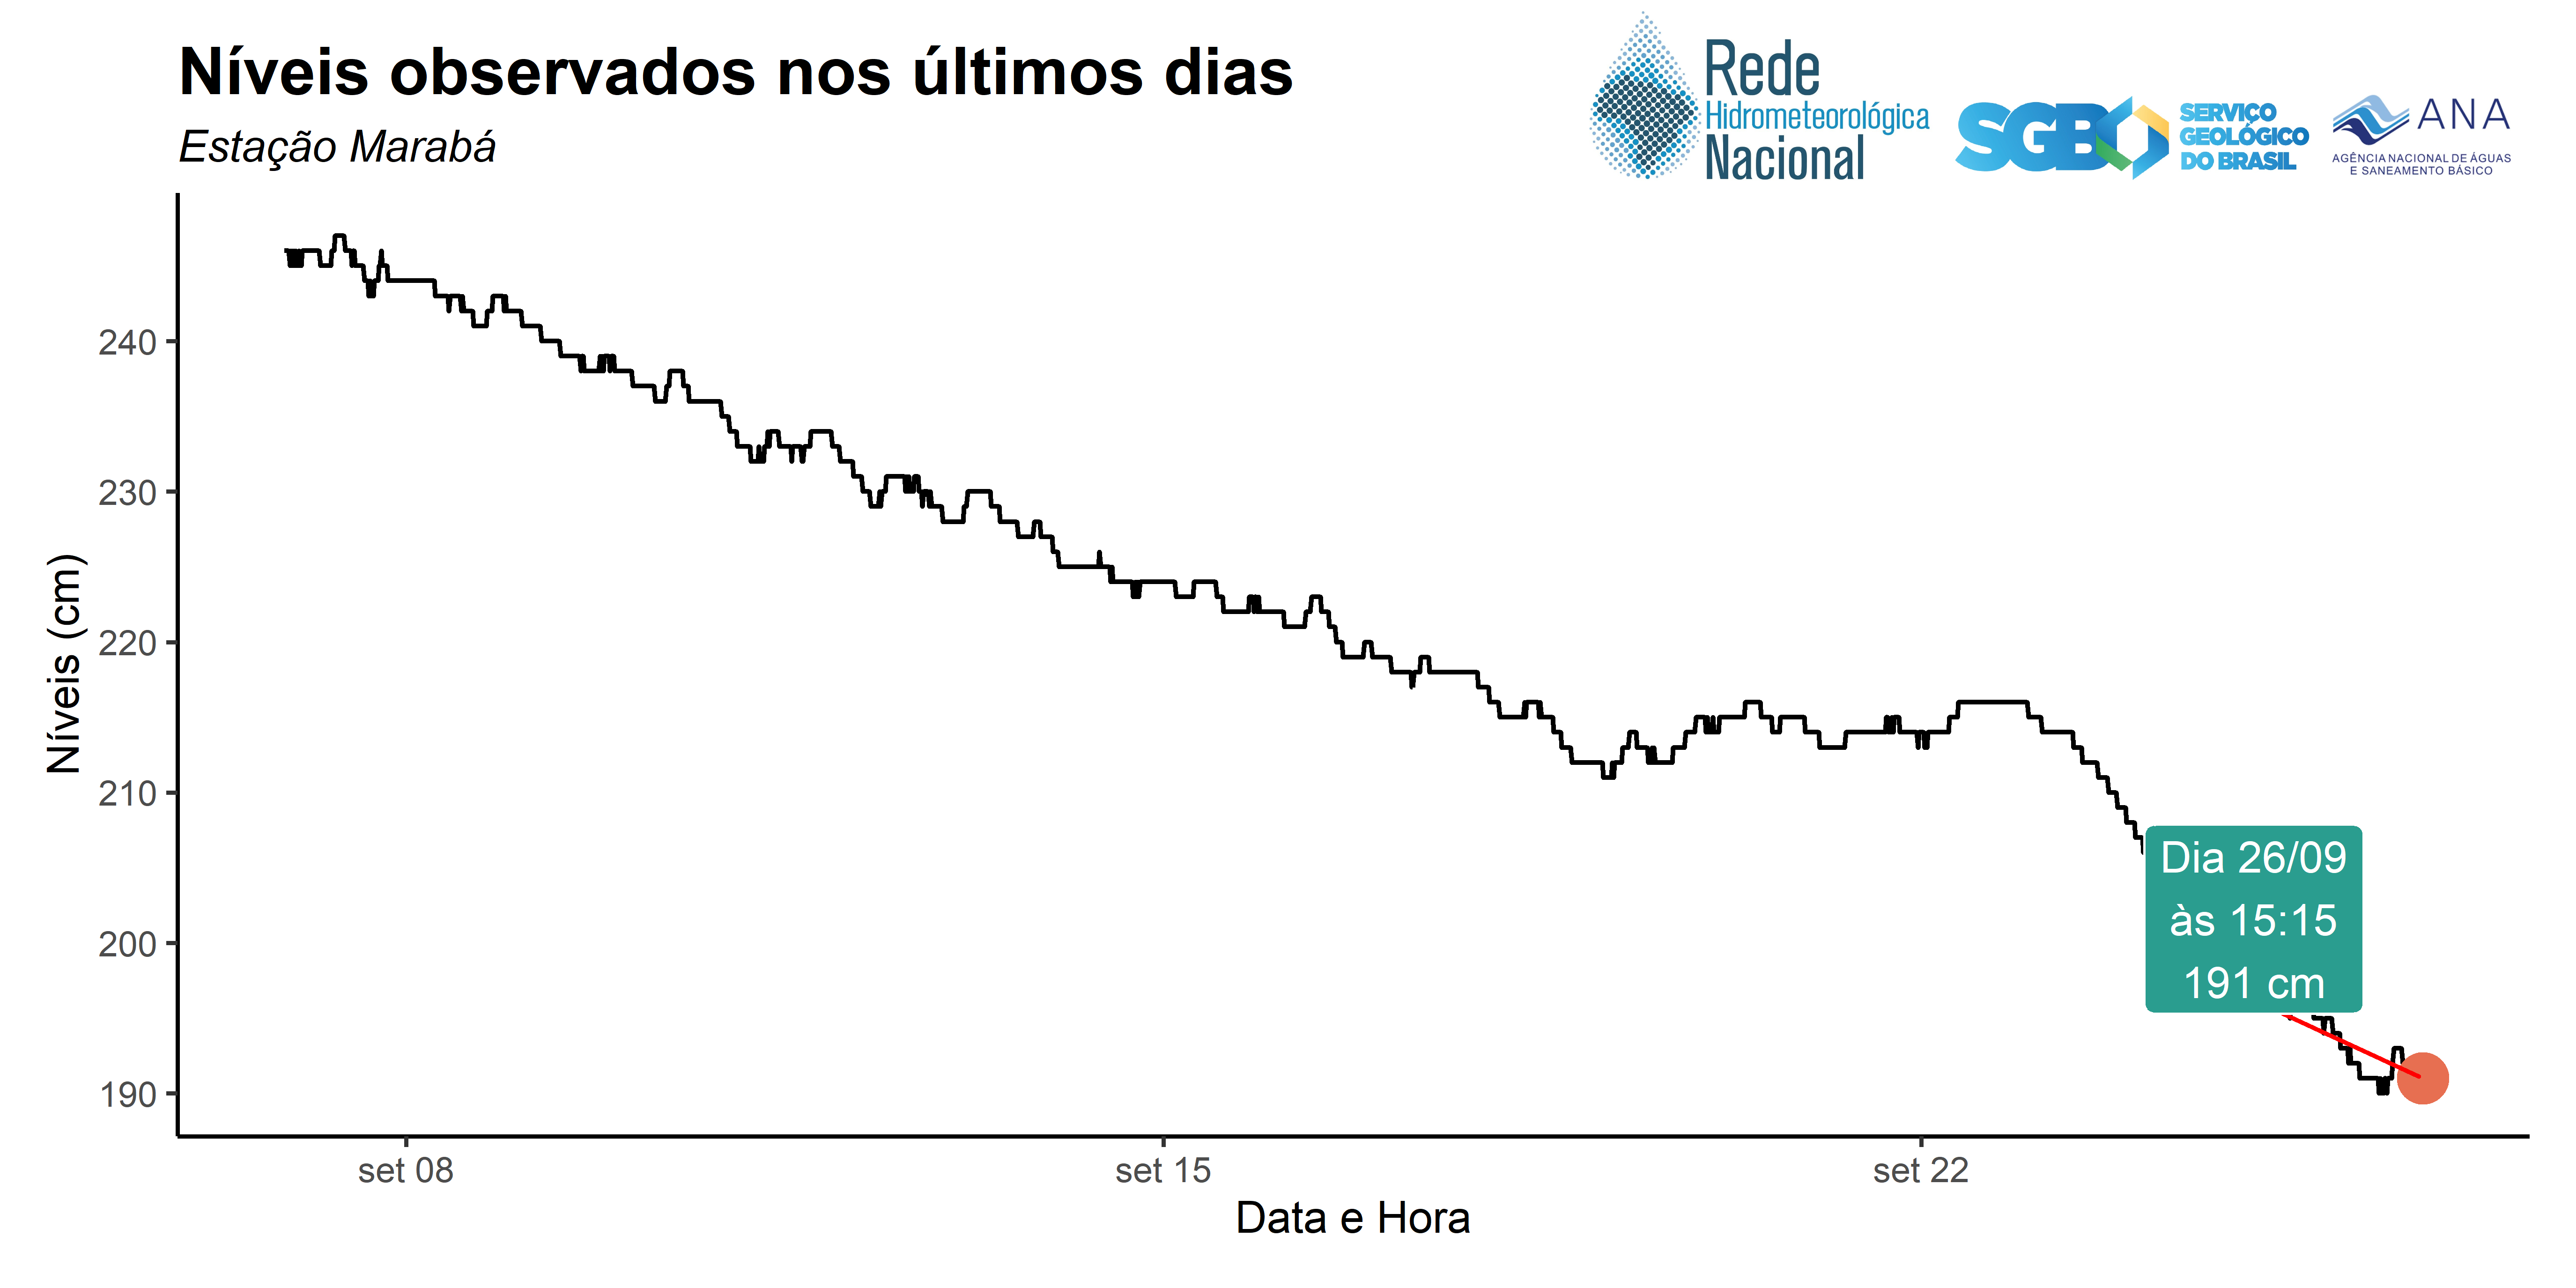 Níveis observados nos últimos dias
Estação Marabá
Rede
Hidrometeorológica
Nacional
SGB
SERVIÇO
GEOLÓGICO
DO BRASIL
ANA
AGÊNCIA NACIONAL DE ÁGUAS
E SANEAMENTO BÁSICO
Níveis (cm)
240
230
220
210
200
190
Dia 26/09
às 15:15
191 cm
set 08
set 15
set 22
Data e Hora